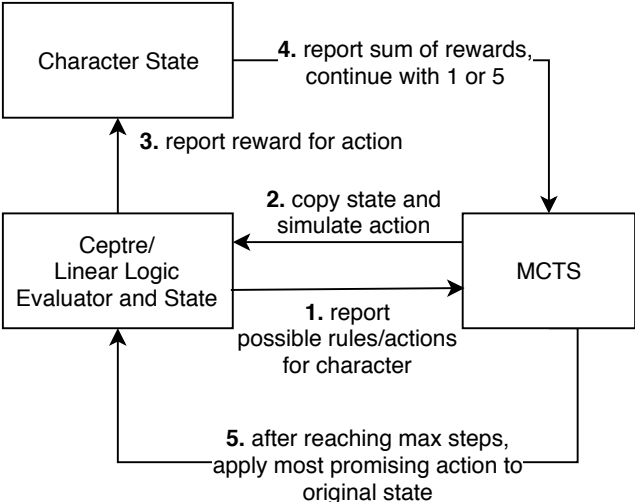 Character State
4. report sum of rewards,
continue with 1 or 5
3. report reward for action
2. copy state and
simulate action
Ceptre/
Linear Logic
Evaluator and State
MCTS
1. report
possible rules/actions
for character
5. after reaching max steps,
apply most promising action to
original state